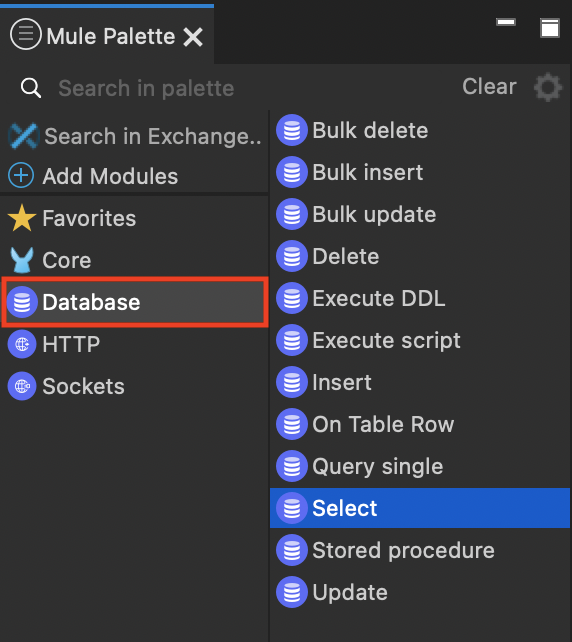 Mule Palette
Search in palette
Clear
Search in Exchange..
Add Modules
Favorites
Core
Database
HTTP
Sockets
Bulk delete
Bulk insert
Bulk update
Delete
Execute DDL
Execute script
Insert
On Table Row
Query single
Select
Stored procedure
Update